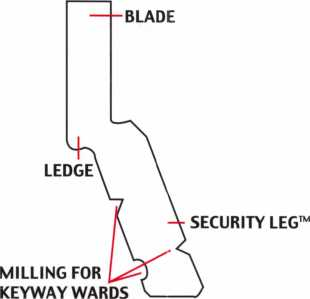 BLADE
LEDGE
SECURITY LEG™
MILLING FOR
KEYWAY WARDS